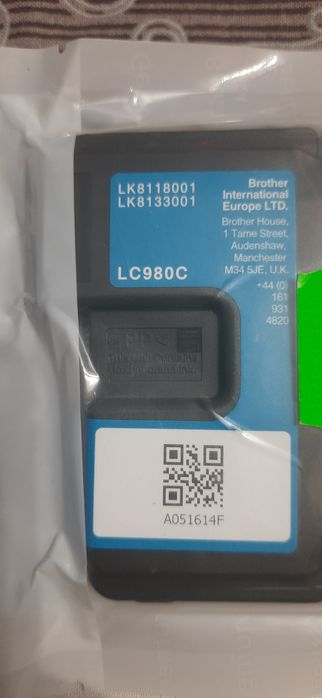 LK8118001
LK8133001
Brother
International
Europe LTD.
Brother House,
1 Tame Street,
Audenshaw,
Manchester
M34 5JE, U.K.
+44 (0)
161
931
4820
LC980C
>PP<
A051614F